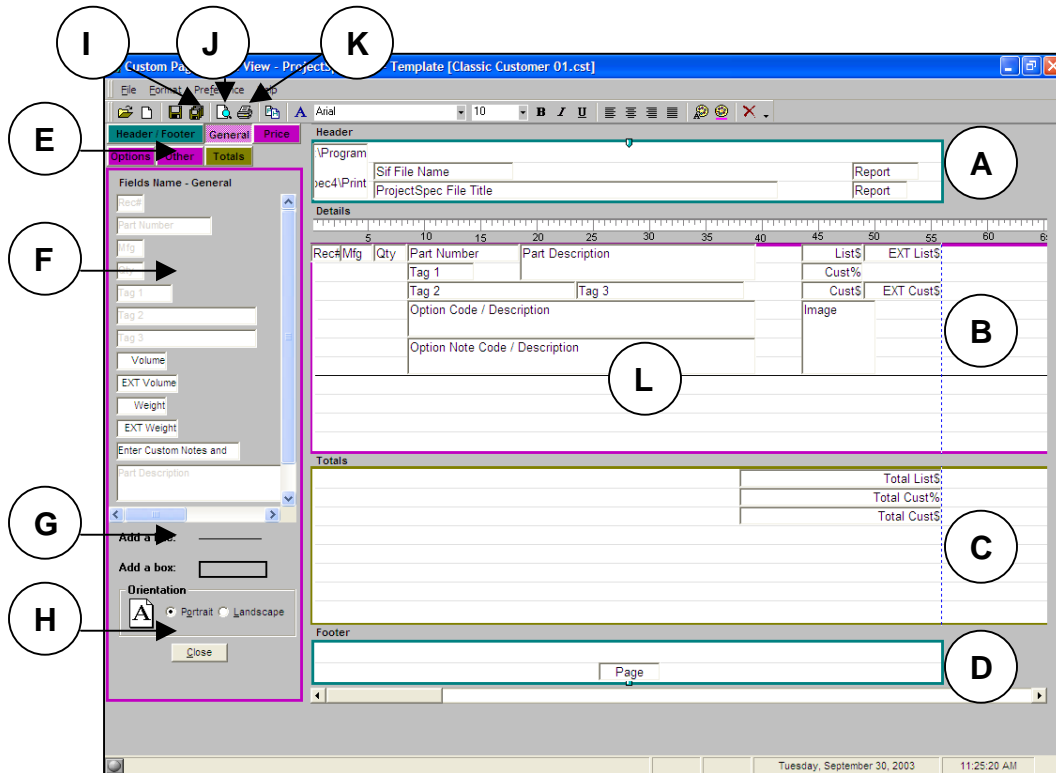 I J K
Custom Pag View - Proj Template [Classic Customer 01.cst]
File Format Preference
A Arial 10 B I U
E
Header / Footer General Price
Options Other Totals
Fields Name - General
Rec#
Part Number
Mfg
Qty
Tag 1
Tag 2
Tag 3
Volume
EXT Volume
Weight
EXT Weight
Enter Custom Notes and
Part Description
F
G
Add a box:
Orientation
A Portrait Landscape
H
Close
Header
:\Program
Sif File Name Report
pec4\Print ProjectSpec File Title Report
A
Details
5 10 15 20 25 30 35 40 45 50 55 60
Rec# Mfg Qty Part Number Part Description List$ EXT List$
Tag 1 Cust%
Tag 2 Tag 3 Cust$ EXT Cust$
Option Code / Description Image
B
Option Note Code / Description
L
Totals
Total List$
Total Cust%
Total Cust$
C
Footer
Page
D
Tuesday, September 30, 2003 11:25:20 AM